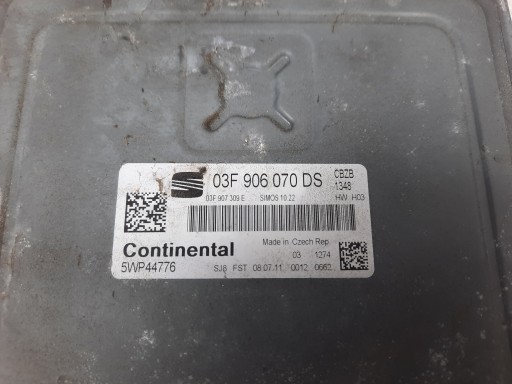 03F 906 070 DS CBZB
1348
03F 907 309 E SIMOS 10.22 HW H03
Continental Made in Czech Rep
03 1274
5WP44776 SJB FST 08.07.11 0012 0662